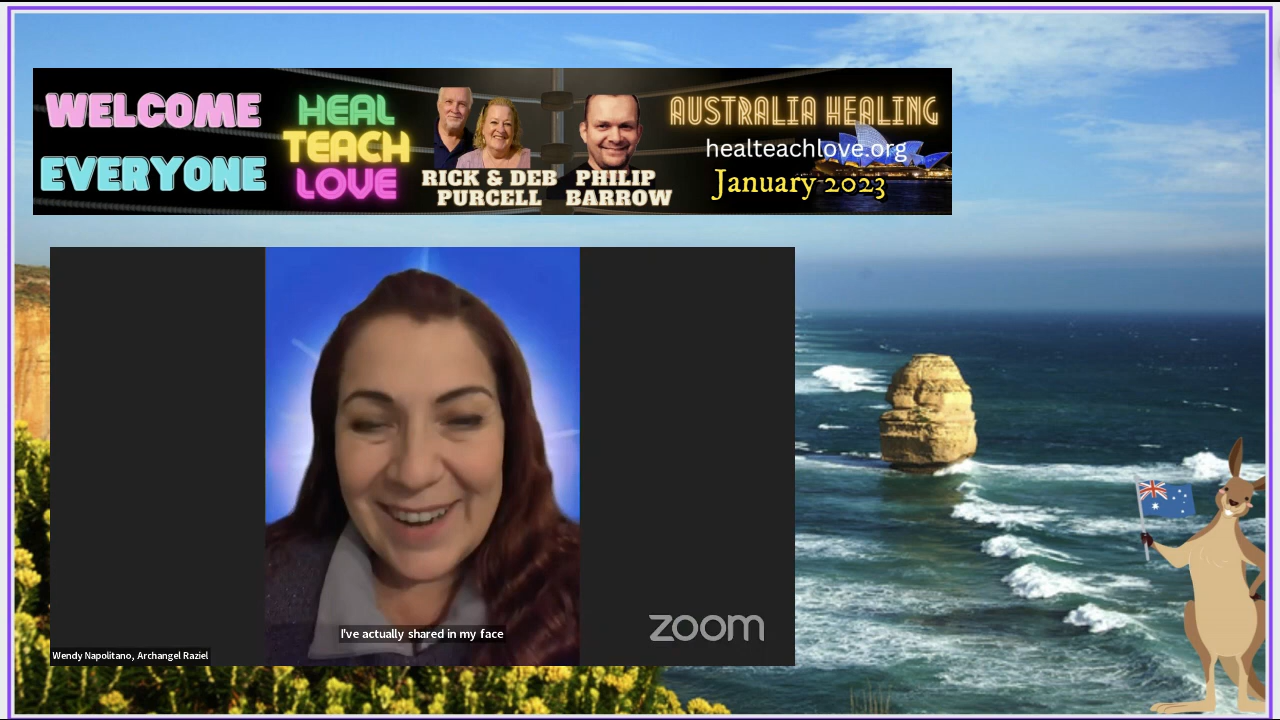 WELCOME
EVERYONE
HEAL
TEACH
LOVE
RICK & DEB
PURCELL
PHILIP
BARROW
AUSTRALIA HEALING
healteachlove.org
January 2023
I've actually shared in my face
zoom
Wendy Napolitano, Archangel Raziel